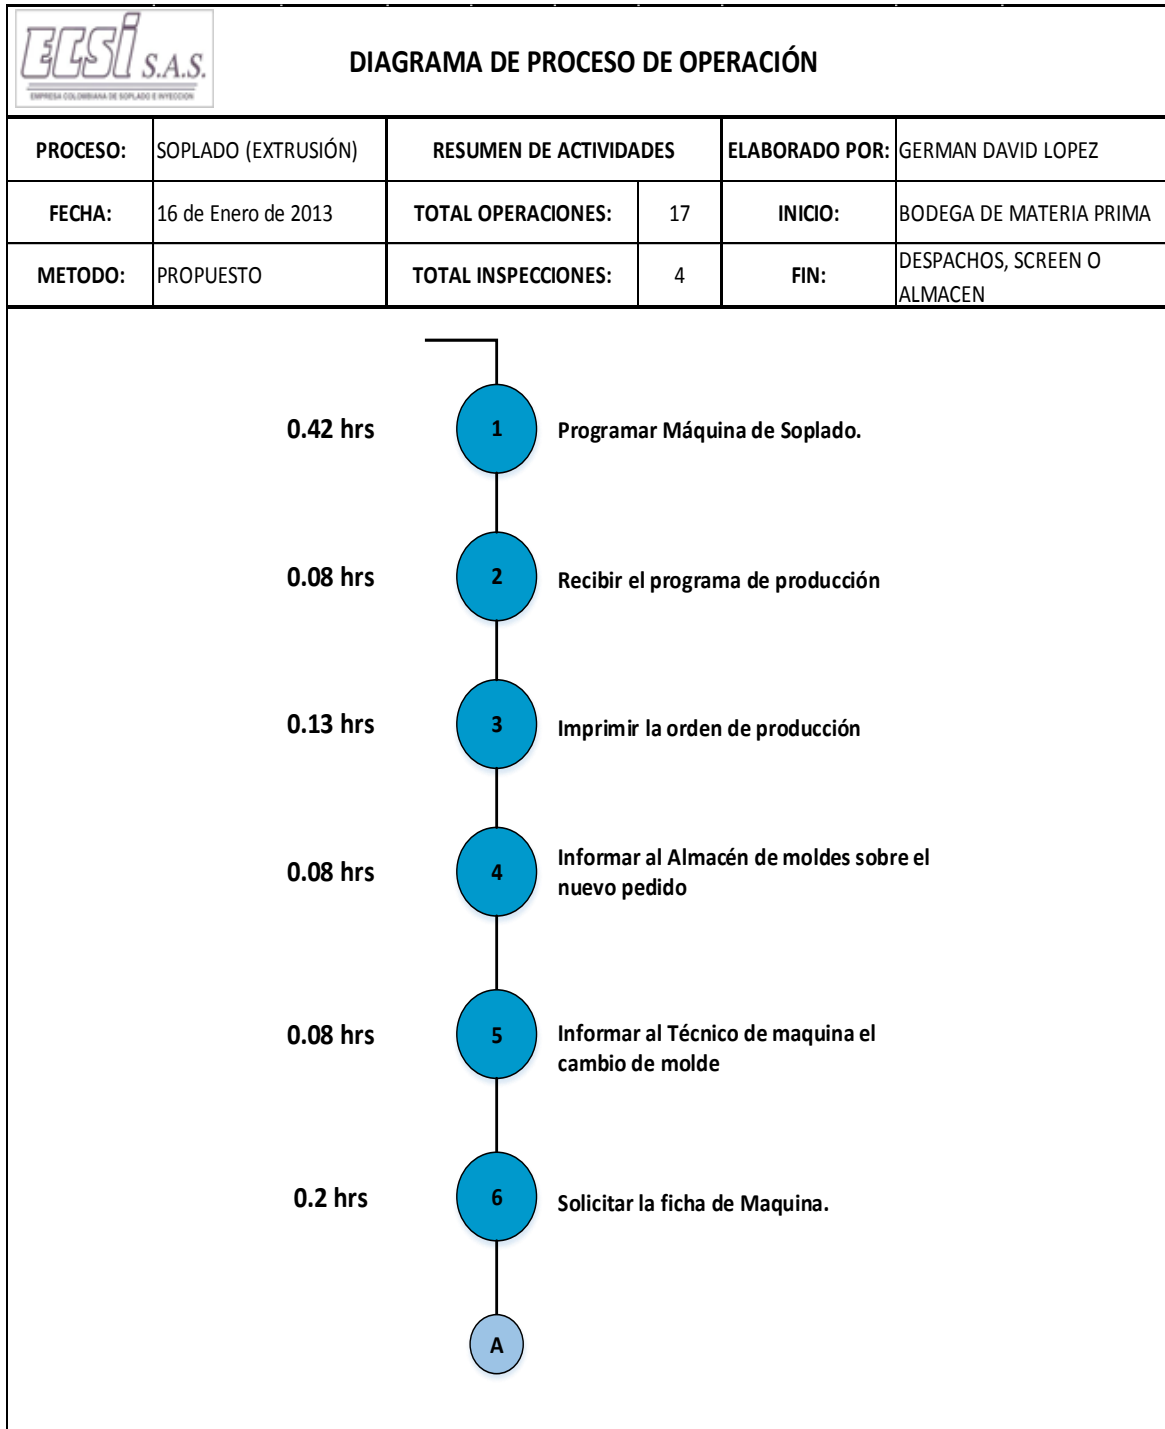 ECSI S.A.S.
EMPRESA COLOMBIANA DE SOPLADO E INYECCION
DIAGRAMA DE PROCESO DE OPERACIÓN
PROCESO: SOPLADO (EXTRUSIÓN) RESUMEN DE ACTIVIDADES ELABORADO POR: GERMAN DAVID LOPEZ
FECHA: 16 de Enero de 2013 TOTAL OPERACIONES: 17 INICIO: BODEGA DE MATERIA PRIMA
METODO: PROPUESTO TOTAL INSPECCIONES: 4 FIN: DESPACHOS, SCREEN O
ALMACEN
0.42 hrs 1 Programar Máquina de Soplado.
0.08 hrs 2 Recibir el programa de producción
0.13 hrs 3 Imprimir la orden de producción
0.08 hrs 4 Informar al Almacén de moldes sobre el
nuevo pedido
0.08 hrs 5 Informar al Técnico de maquina el
cambio de molde
0.2 hrs 6 Solicitar la ficha de Maquina.
A